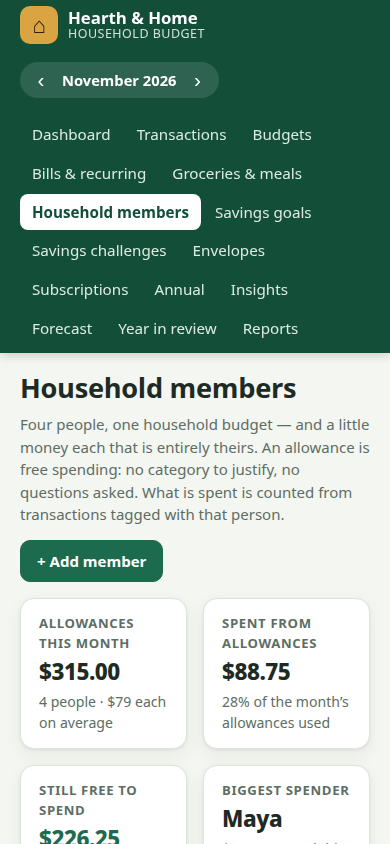 Hearth & Home
HOUSEHOLD BUDGET
‹ November 2026 ›
Dashboard Transactions Budgets
Bills & recurring Groceries & meals
Household members Savings goals
Savings challenges Envelopes
Subscriptions Annual Insights
Forecast Year in review Reports
Household members
Four people, one household budget — and a little
money each that is entirely theirs. An allowance is
free spending: no category to justify, no
questions asked. What is spent is counted from
transactions tagged with that person.
+ Add member
ALLOWANCES
THIS MONTH
$315.00
4 people · $79 each
on average
SPENT FROM
ALLOWANCES
$88.75
28% of the month’s
allowances used
STILL FREE TO
SPEND
$226.25
BIGGEST SPENDER
Maya